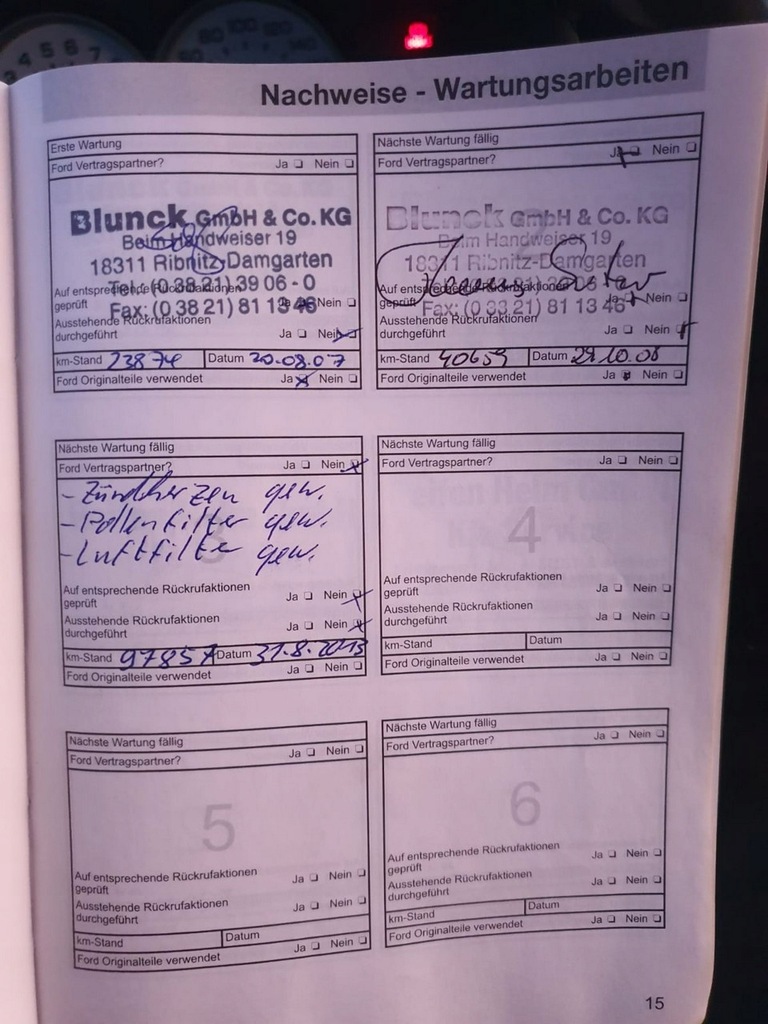 Nachweise - Wartungsarbeiten
Erste Wartung
Ford Vertragspartner? Ja Nein
Blunck GmbH & Co. KG
Beim Handweiser 19
18311 Ribnitz-Damgarten
Tel.: (0 38 21) 39 06 - 0
Auf entsprechende Rückrufaktionen
geprüft Ja Nein
Fax: (0 38 21) 81 13 46
Ausstehende Rückrufaktionen
durchgeführt Ja Nein
km-Stand 23874 Datum 20.08.07
Ford Originalteile verwendet Ja Nein
Nächste Wartung fällig
Ford Vertragspartner? Ja Nein
Blunck GmbH & Co. KG
Beim Handweiser 19
18311 Ribnitz-Damgarten
Auf entsprechende Rückrufaktionen
geprüft Ja Nein
Fax: (0 38 21) 81 13 46
Ausstehende Rückrufaktionen
durchgeführt Ja Nein
km-Stand 40659 Datum 29.10.08
Ford Originalteile verwendet Ja Nein
Nächste Wartung fällig
Ford Vertragspartner? Ja Nein
- Zündkerzen gew.
- Pollenfilter gew.
- Luftfilter gew.
3
Auf entsprechende Rückrufaktionen
geprüft Ja Nein
Ausstehende Rückrufaktionen
durchgeführt Ja Nein
km-Stand 97857 Datum 31.8.2013
Ford Originalteile verwendet Ja Nein
Nächste Wartung fällig
Ford Vertragspartner? Ja Nein
4
Auf entsprechende Rückrufaktionen
geprüft Ja Nein
Ausstehende Rückrufaktionen
durchgeführt Ja Nein
km-Stand Datum
Ford Originalteile verwendet Ja Nein
Nächste Wartung fällig
Ford Vertragspartner? Ja Nein
5
Auf entsprechende Rückrufaktionen
geprüft Ja Nein
Ausstehende Rückrufaktionen
durchgeführt Ja Nein
km-Stand Datum
Ford Originalteile verwendet Ja Nein
Nächste Wartung fällig
Ford Vertragspartner? Ja Nein
6
Auf entsprechende Rückrufaktionen
geprüft Ja Nein
Ausstehende Rückrufaktionen
durchgeführt Ja Nein
km-Stand Datum
Ford Originalteile verwendet Ja Nein
15